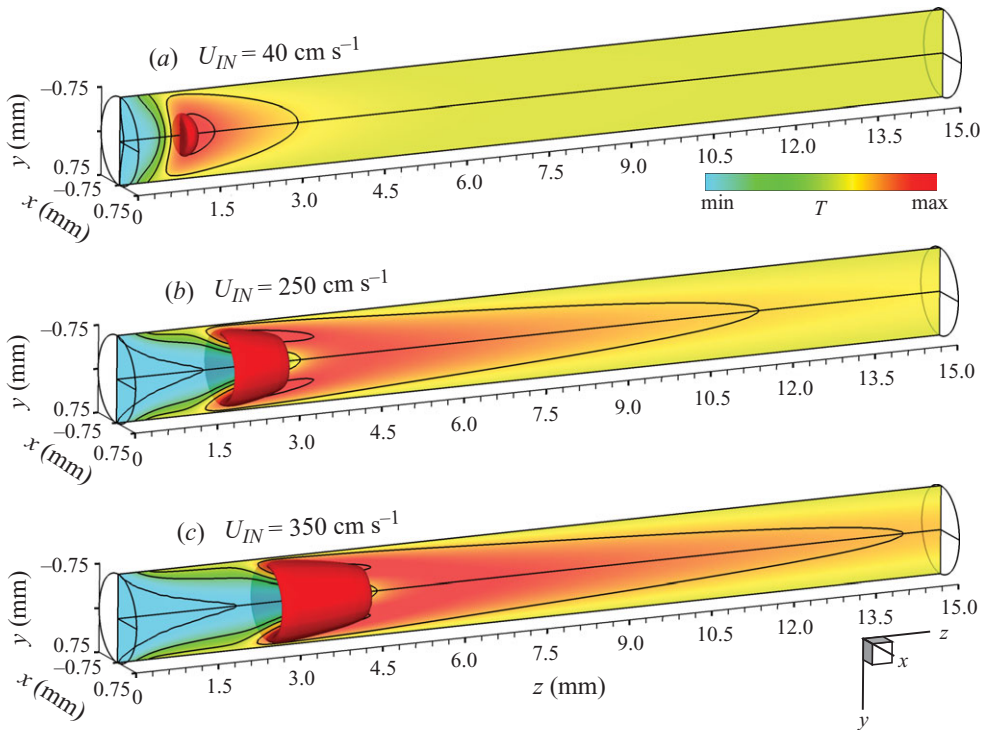 (a) U_IN = 40 cm s⁻¹
−0.75
y (mm)
0.75
−0.75
x (mm)
0.75
0 1.5 3.0 4.5 6.0 7.5 9.0 10.5 12.0 13.5 15.0
min T max
(b) U_IN = 250 cm s⁻¹
−0.75
y (mm)
0.75
−0.75
x (mm)
0.75
0 1.5 3.0 4.5 6.0 7.5 9.0 10.5 12.0 13.5 15.0
(c) U_IN = 350 cm s⁻¹
−0.75
y (mm)
0.75
−0.75
x (mm)
0.75
0 1.5 3.0 4.5 6.0 7.5 9.0 10.5 12.0 13.5 15.0
z (mm)
z
x
y